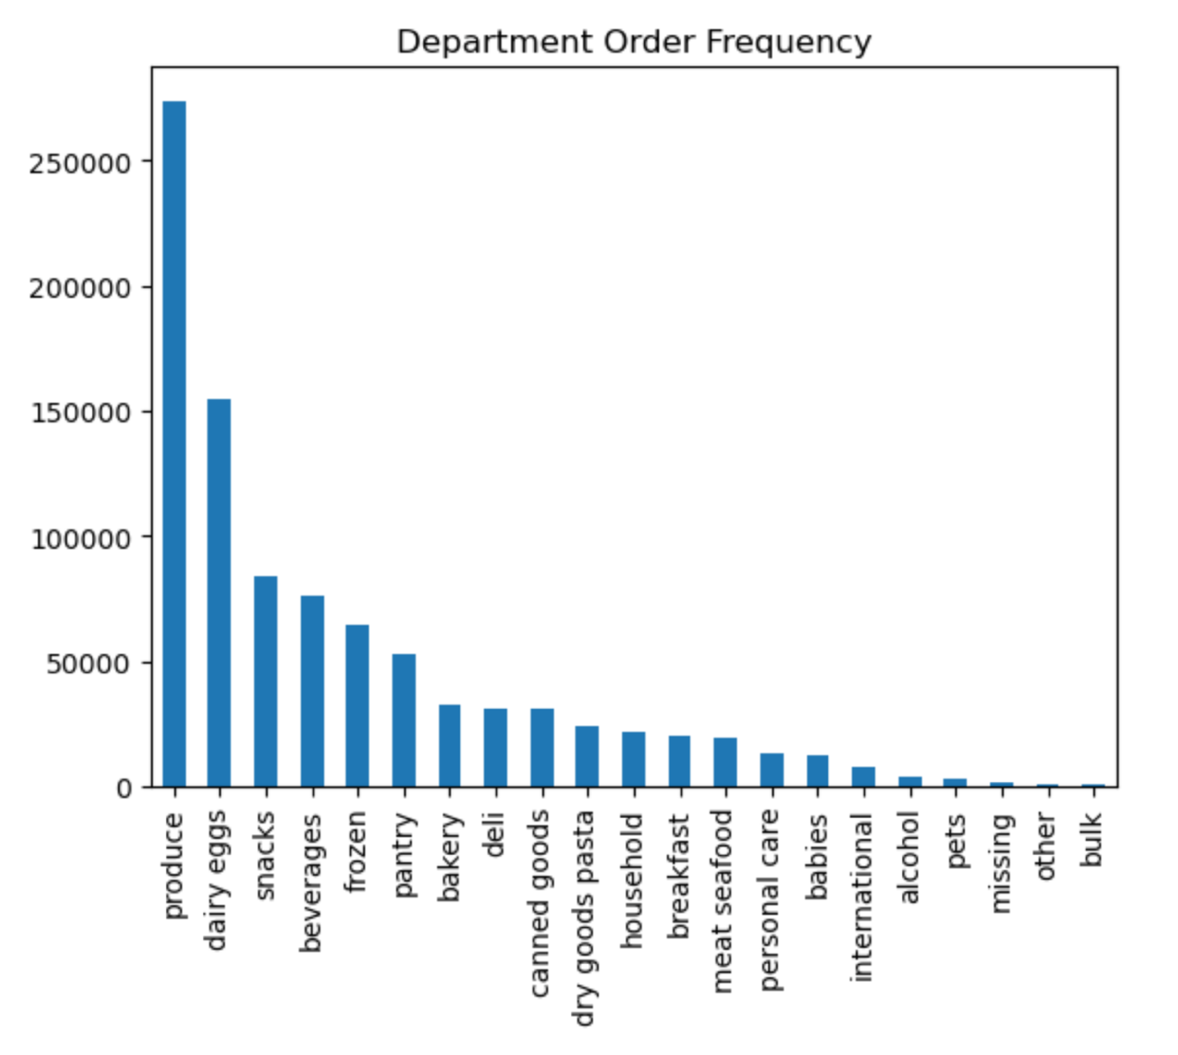 Department Order Frequency
250000
200000
150000
100000
50000
0
produce
dairy eggs
snacks
beverages
frozen
pantry
bakery
deli
canned goods
dry goods pasta
household
breakfast
meat seafood
personal care
babies
international
alcohol
pets
missing
other
bulk